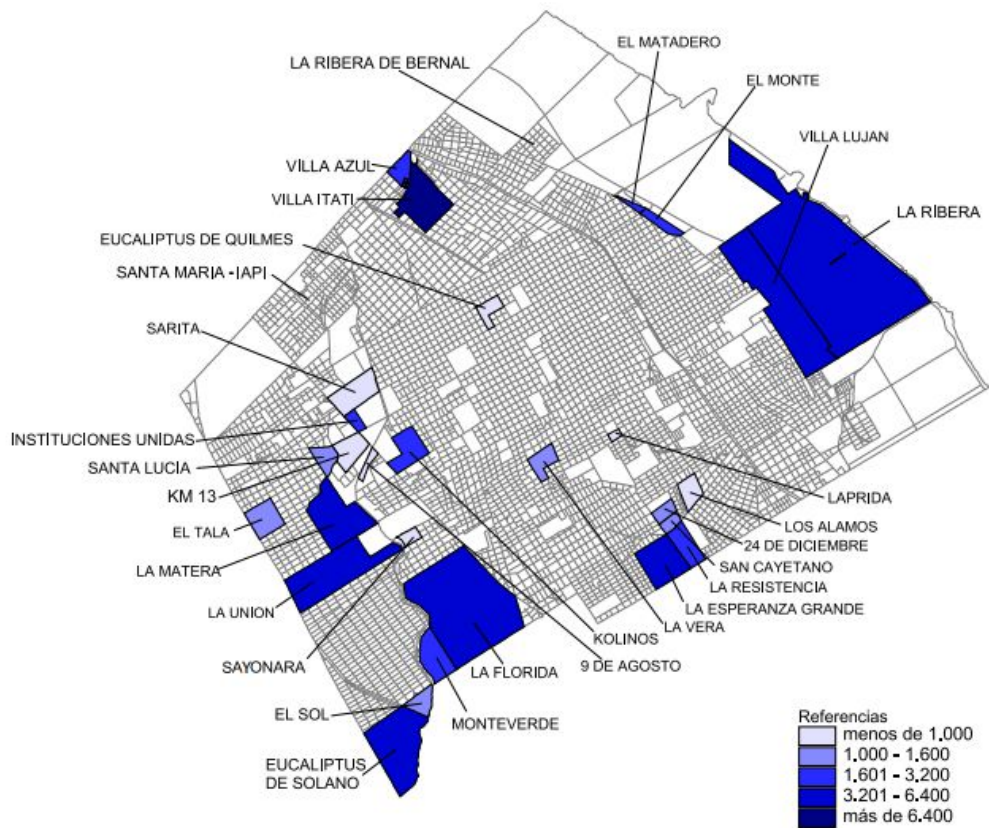 EL MATADERO
LA RIBERA DE BERNAL
EL MONTE
VILLA LUJAN
VILLA AZUL
VILLA ITATI
LA RIBERA
EUCALIPTUS DE QUILMES
SANTA MARIA -IAPI
SARITA
INSTITUCIONES UNIDAS
SANTA LUCIA
KM 13
LAPRIDA
EL TALA
LOS ALAMOS
24 DE DICIEMBRE
LA MATERA
SAN CAYETANO
LA RESISTENCIA
LA UNION
LA ESPERANZA GRANDE
LA VERA
KOLINOS
SAYONARA
9 DE AGOSTO
LA FLORIDA
EL SOL
MONTEVERDE
EUCALIPTUS
DE SOLANO
Referencias
menos de 1.000
1.000 - 1.600
1.601 - 3.200
3.201 - 6.400
más de 6.400